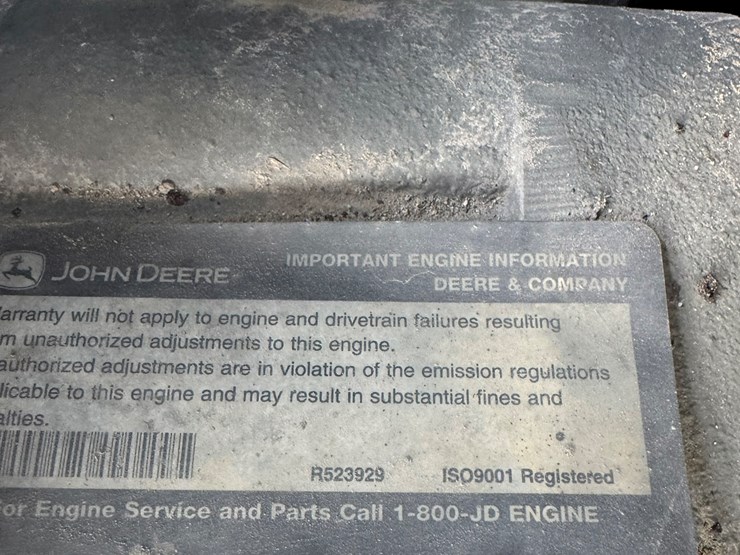 JOHN DEERE
IMPORTANT ENGINE INFORMATION
DEERE & COMPANY
arranty will not apply to engine and drivetrain failures resulting
m unauthorized adjustments to this engine.
authorized adjustments are in violation of the emission regulations
licable to this engine and may result in substantial fines and
alties.
R523929 ISO9001 Registered
or Engine Service and Parts Call 1-800-JD ENGINE